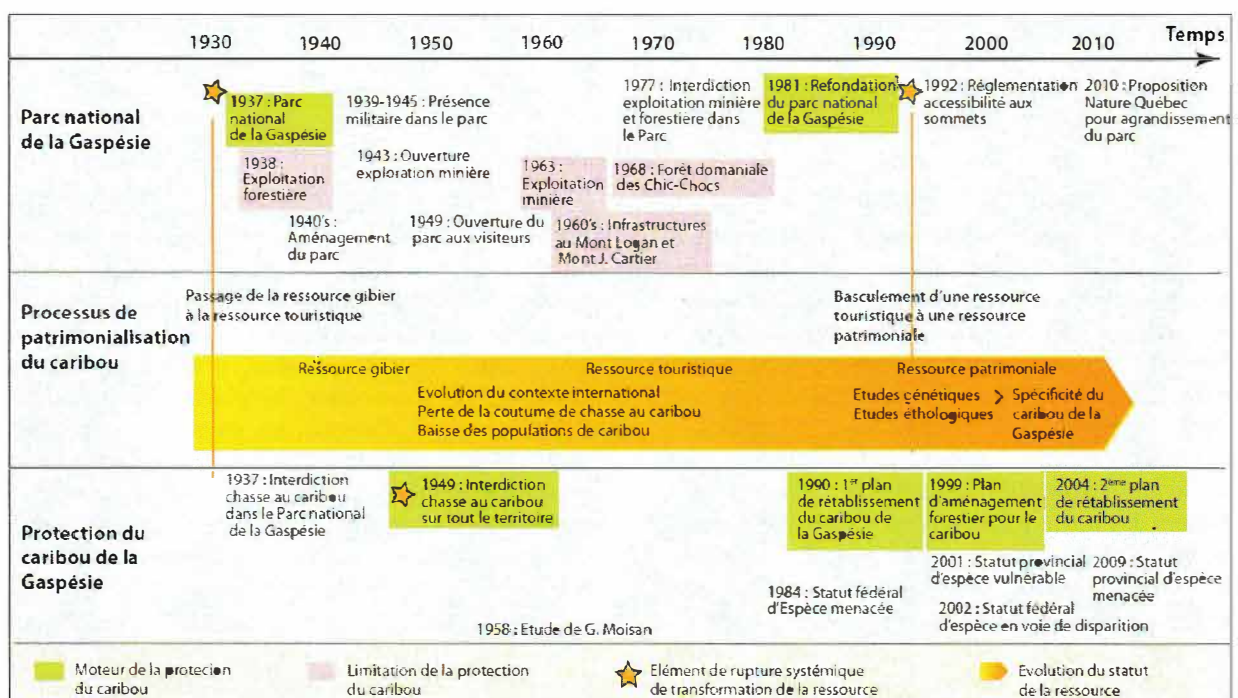 1930 1940 1950 1960 1970 1980 1990 2000 2010 Temps
Parc national
de la Gaspésie
1937 : Parc
national
de la Gaspésie
1939-1945 : Présence
militaire dans le parc
1977 : Interdiction
exploitation minière
et forestière dans
le Parc
1981 : Refondation
du parc national
de la Gaspésie
1992 : Réglementation
accessibilité aux
sommets
2010 : Proposition
Nature Québec
pour agrandissement
du parc
1938 :
Exploitation
forestière
1943 : Ouverture
exploration minière
1963 :
Exploitation
minière
1968 : Forêt domaniale
des Chic-Chocs
1940's :
Aménagement
du parc
1949 : Ouverture du
parc aux visiteurs
1960's : Infrastructures
au Mont Logan et
Mont J. Cartier
Processus de
patrimonialisation
du caribou
Passage de la ressource gibier
à la ressource touristique
Basculement d'une ressource
touristique à une ressource
patrimoniale
Ressource gibier
Ressource touristique
Ressource patrimoniale
Evolution du contexte international
Perte de la coutume de chasse au caribou
Baisse des populations de caribou
Etudes génétiques
Etudes éthologiques
>
Spécificité du
caribou de la
Gaspésie
Protection du
caribou de la
Gaspésie
1937 : Interdiction
chasse au caribou
dans le Parc national
de la Gaspésie
1949 : Interdiction
chasse au caribou
sur tout le territoire
1990 : 1er plan
de rétablissement
du caribou de
la Gaspésie
1999 : Plan
d'aménagement
forestier pour le
caribou
2004 : 2ème plan
de rétablissement
du caribou
1984 : Statut fédéral
d'Espèce menacée
2001 : Statut provincial
d'espèce vulnérable
2009 : Statut
provincial d'espèce
menacée
2002 : Statut fédéral
d'espèce en voie de disparition
1958 : Etude de G. Moisan
Moteur de la protecion
du caribou
Limitation de la protection
du caribou
Elément de rupture systémique
de transformation de la ressource
Evolution du statut
de la ressource